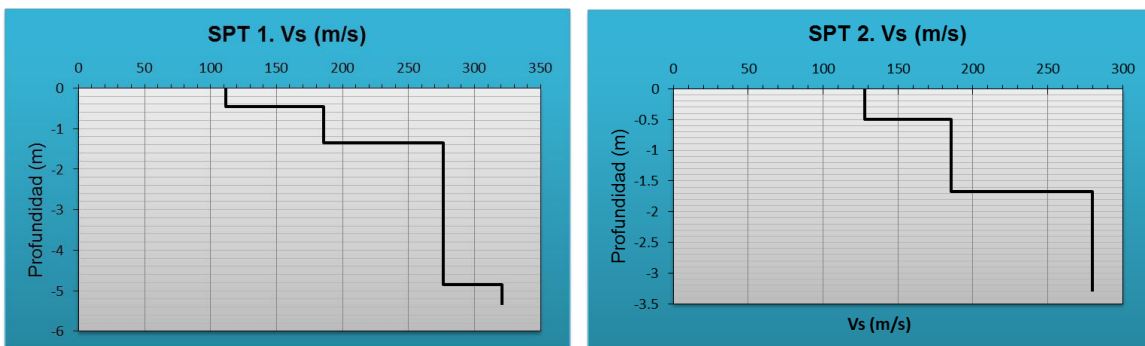 SPT 1. Vs (m/s)
0 50 100 150 200 250 300 350
0
-1
-2
-3
-4
-5
-6
Profundidad (m)
SPT 2. Vs (m/s)
0 50 100 150 200 250 300
0
-0.5
-1
-1.5
-2
-2.5
-3
-3.5
Profundidad (m)
Vs (m/s)